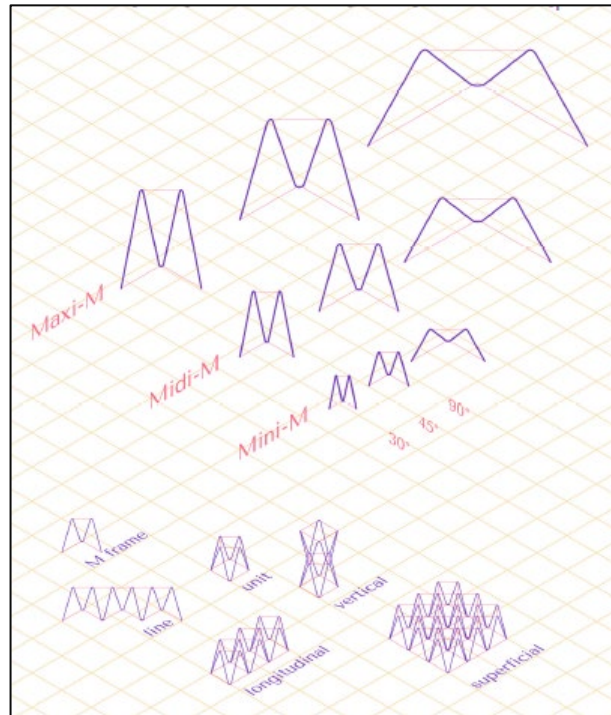 Maxi-M
Midi-M
Mini-M
30°
45°
90°
M frame
unit
vertical
line
longitudinal
superficial